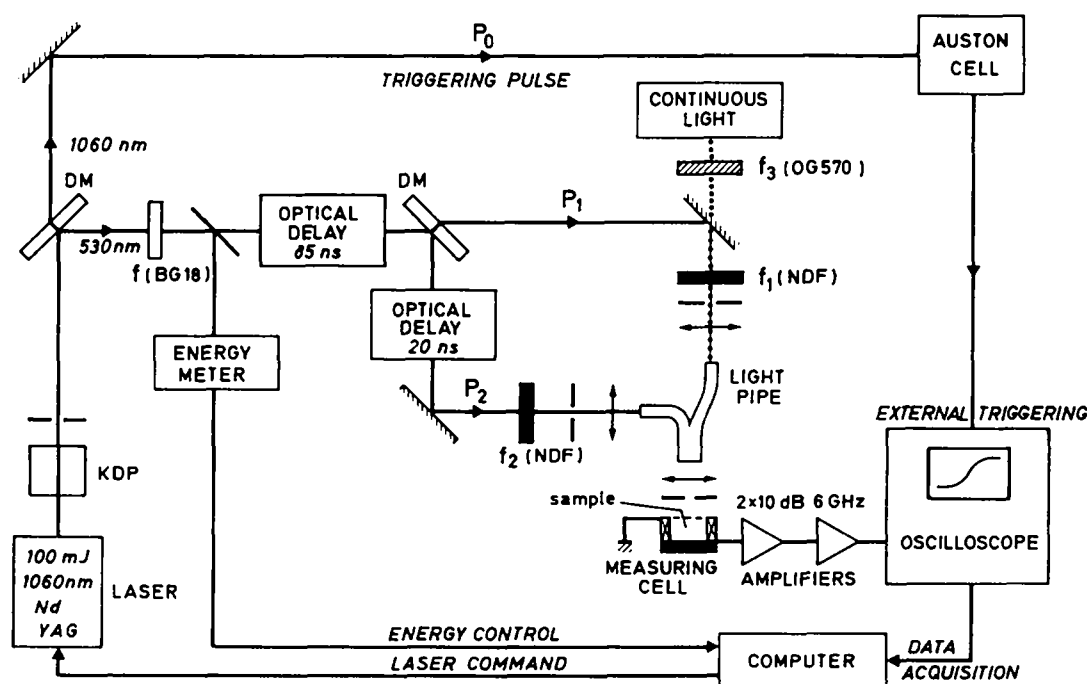 P0
TRIGGERING PULSE
AUSTON
CELL
CONTINUOUS
LIGHT
1060 nm
f3 (OG570)
DM
DM
P1
530nm
OPTICAL
DELAY
85 ns
f (BG18)
f1 (NDF)
OPTICAL
DELAY
20 ns
ENERGY
METER
LIGHT
PIPE
P2
EXTERNAL TRIGGERING
f2 (NDF)
KDP
sample
2×10 dB 6 GHz
OSCILLOSCOPE
MEASURING
CELL
AMPLIFIERS
100 mJ
1060nm
Nd
YAG
LASER
ENERGY CONTROL
LASER COMMAND
COMPUTER
DATA
ACQUISITION